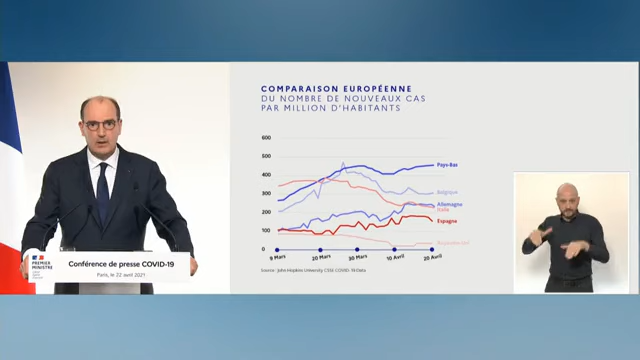 COMPARAISON EUROPÉENNE
DU NOMBRE DE NOUVEAUX CAS
PAR MILLION D'HABITANTS
600
500
400
300
200
100
0
Pays-Bas
Belgique
Allemagne
Italie
Espagne
Royaume-Uni
9 Mars
20 Mars
30 Mars
10 Avril
20 Avril
Source : John Hopkins University, CSSE COVID-19 Data
PREMIER
MINISTRE
Conférence de presse COVID-19
Paris, le 22 avril 2021